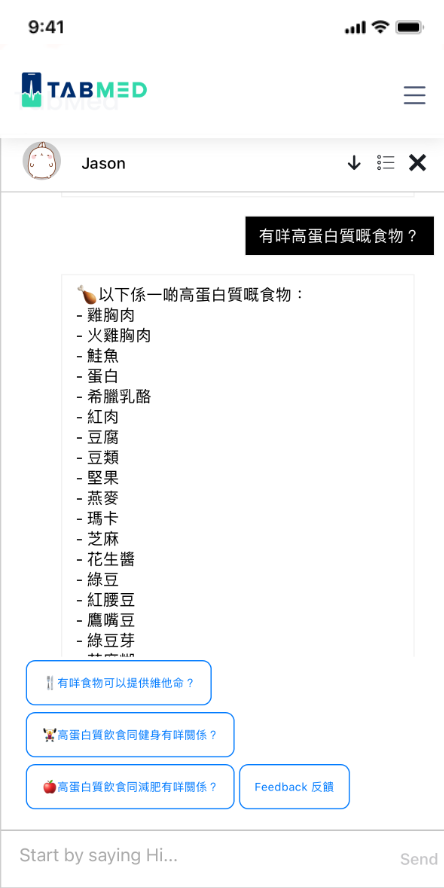 9:41
TABMED
TabMed
Jason
有咩高蛋白質嘅食物？
🍗以下係一啲高蛋白質嘅食物：
- 雞胸肉
- 火雞胸肉
- 鮭魚
- 蛋白
- 希臘乳酪
- 紅肉
- 豆腐
- 豆類
- 堅果
- 燕麥
- 瑪卡
- 芝麻
- 花生醬
- 綠豆
- 紅腰豆
- 鷹嘴豆
- 綠豆芽
🍴有咩食物可以提供維他命？
🏋️‍♀️高蛋白質飲食同健身有咩關係？
🍎高蛋白質飲食同減肥有咩關係？
Feedback 反饋
Start by saying Hi...
Send